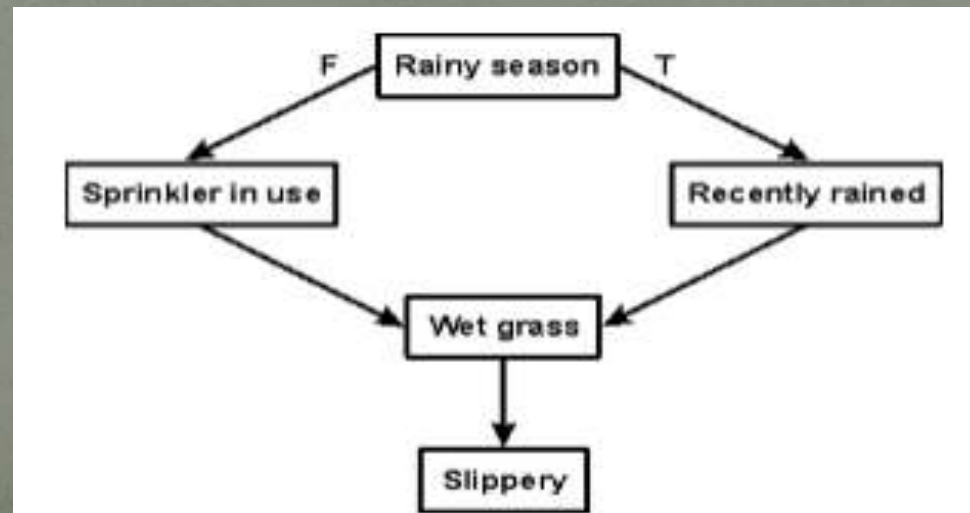 F
Rainy season
T
Sprinkler in use
Recently rained
Wet grass
Slippery